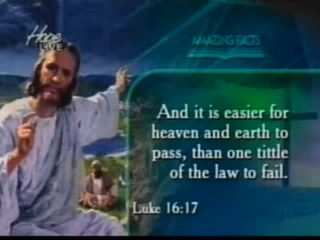 Hope
LIVE
AMAZING FACTS
And it is easier for
heaven and earth to
pass, than one tittle
of the law to fail.
Luke 16:17